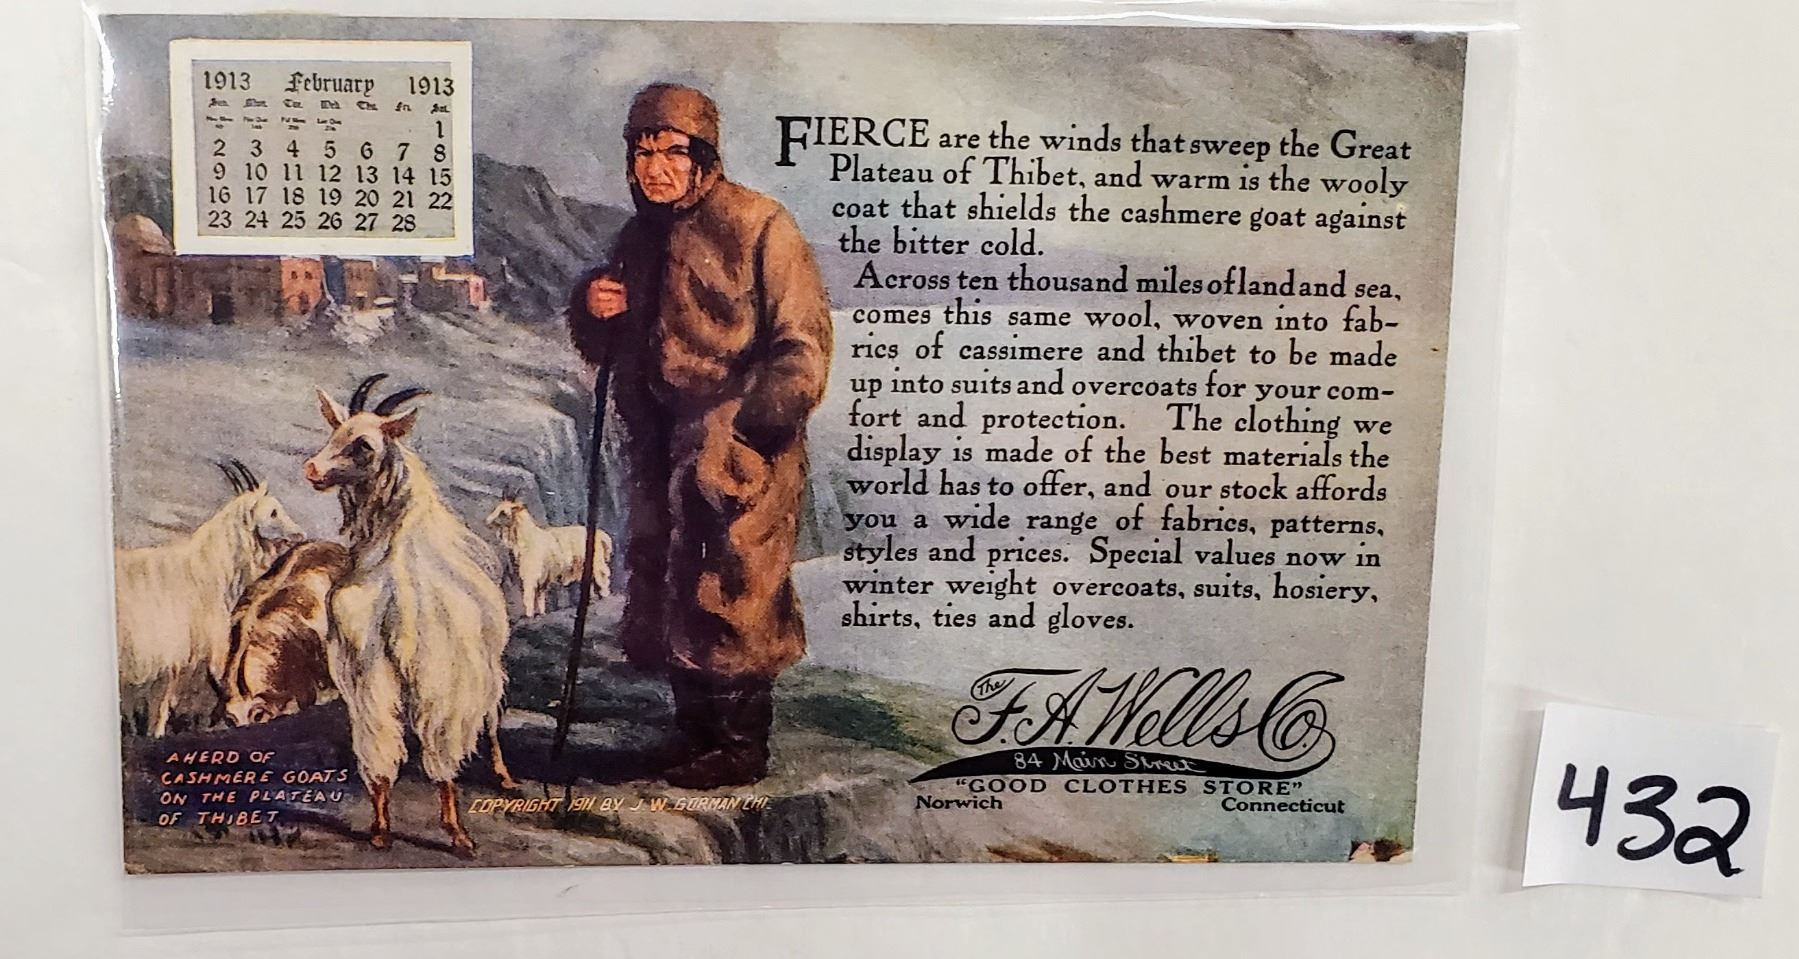 1913 February 1913
Sun. Mon. Tue. Wed. Thu. Fri. Sat.
1
2 3 4 5 6 7 8
9 10 11 12 13 14 15
16 17 18 19 20 21 22
23 24 25 26 27 28
FIERCE are the winds that sweep the Great
Plateau of Thibet, and warm is the wooly
coat that shields the cashmere goat against
the bitter cold.
Across ten thousand miles of land and sea,
comes this same wool, woven into fab-
rics of cassimere and thibet to be made
up into suits and overcoats for your com-
fort and protection. The clothing we
display is made of the best materials the
world has to offer, and our stock affords
you a wide range of fabrics, patterns,
styles and prices. Special values now in
winter weight overcoats, suits, hosiery,
shirts, ties and gloves.
The F. A. Wells Co.
84 Main Street
"GOOD CLOTHES STORE"
Norwich Connecticut
A HERD OF
CASHMERE GOATS
ON THE PLATEAU
OF THIBET.
COPYRIGHT 1911 BY J. W. GORMAN CHI.
432